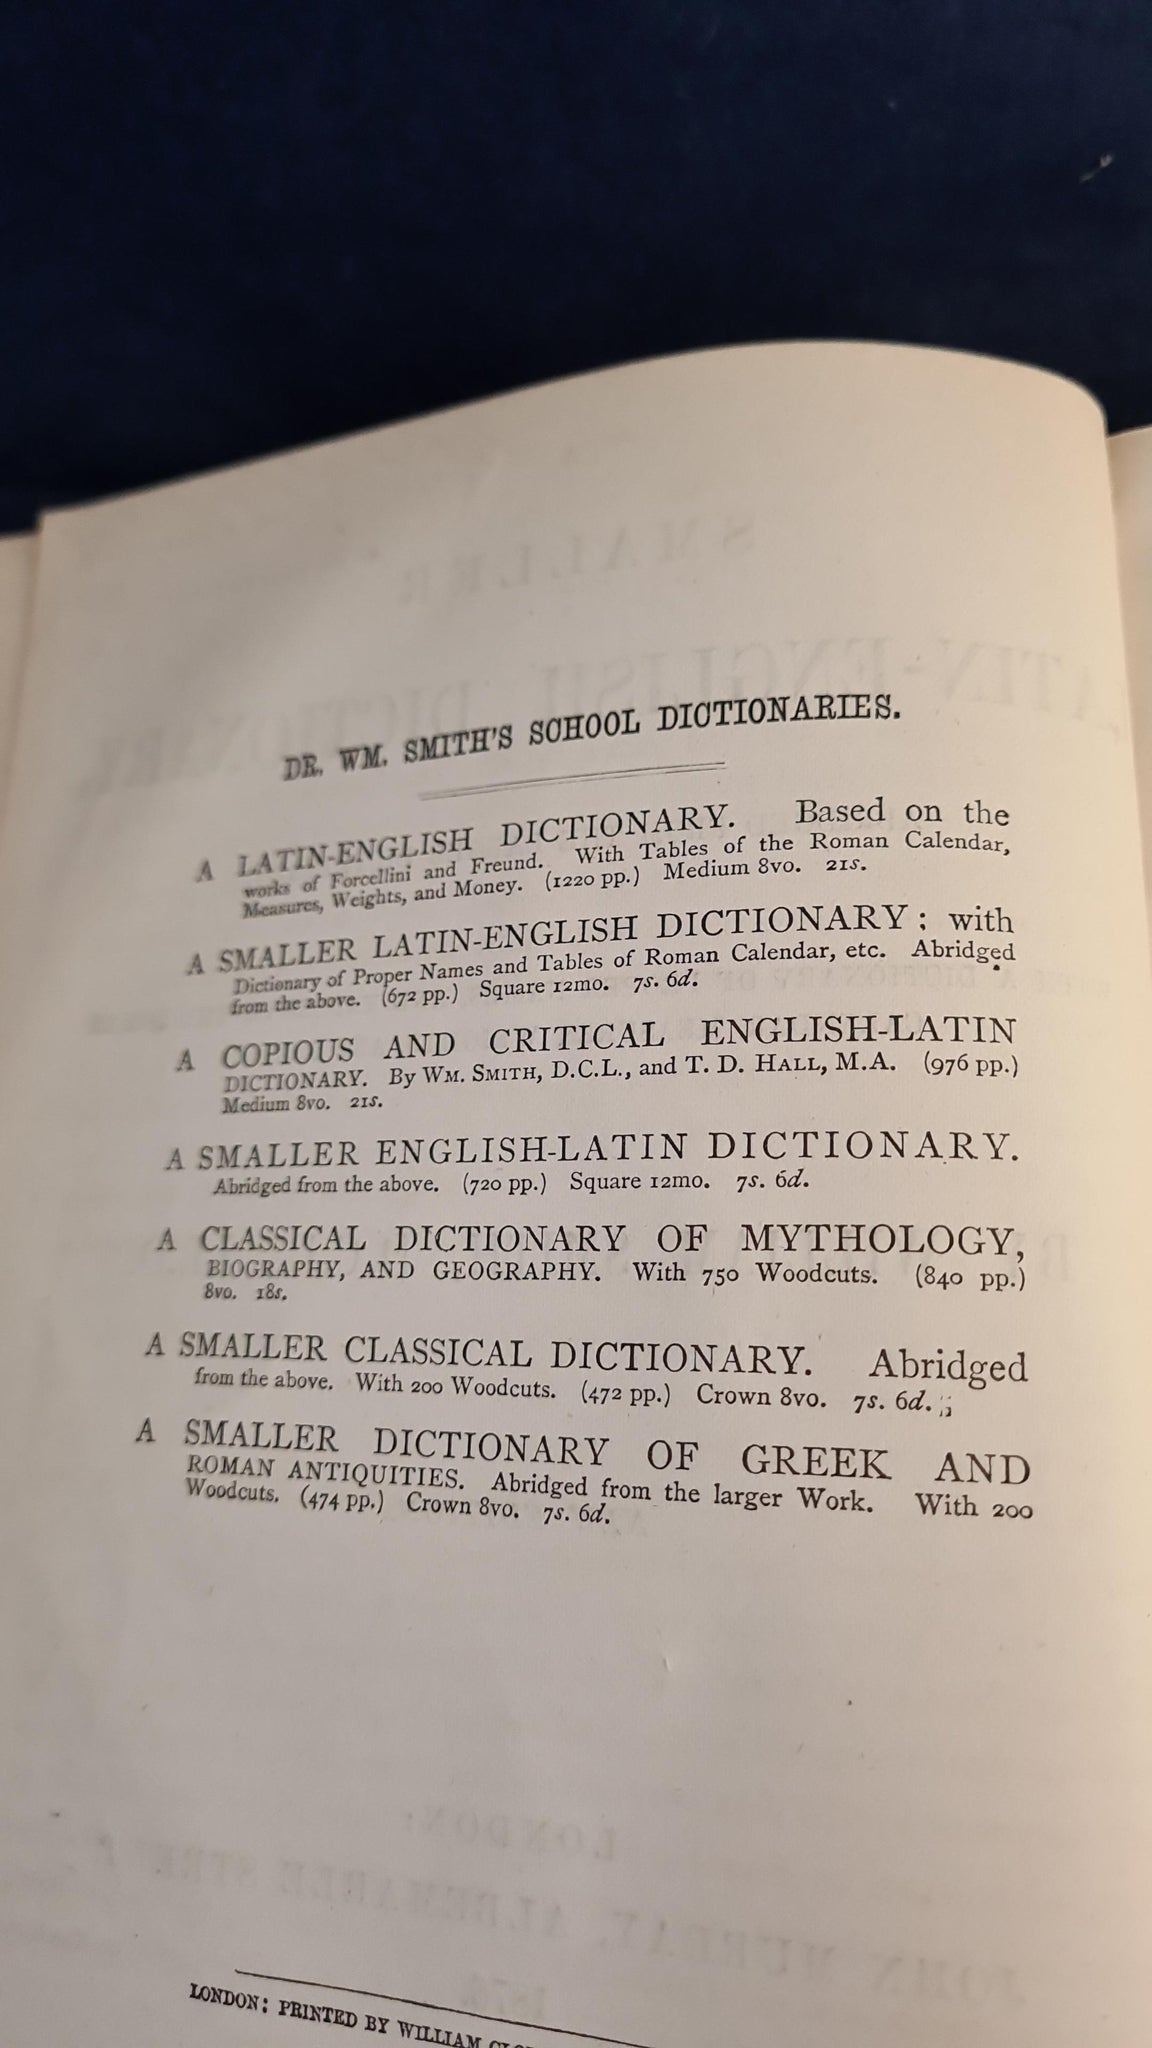 DR. WM. SMITH'S SCHOOL DICTIONARIES.
A LATIN-ENGLISH DICTIONARY. Based on the
works of Forcellini and Freund. With Tables of the Roman Calendar,
Measures, Weights, and Money. (1220 pp.) Medium 8vo. 21s.
A SMALLER LATIN-ENGLISH DICTIONARY: with
Dictionary of Proper Names and Tables of Roman Calendar, etc. Abridged
from the above. (672 pp.) Square 12mo. 7s. 6d.
A COPIOUS AND CRITICAL ENGLISH-LATIN
DICTIONARY. By WM. SMITH, D.C.L., and T. D. HALL, M.A. (976 pp.)
Medium 8vo. 21s.
A SMALLER ENGLISH-LATIN DICTIONARY.
Abridged from the above. (720 pp.) Square 12mo. 7s. 6d.
A CLASSICAL DICTIONARY OF MYTHOLOGY,
BIOGRAPHY, AND GEOGRAPHY. With 750 Woodcuts. (840 pp.)
8vo. 18s.
A SMALLER CLASSICAL DICTIONARY. Abridged
from the above. With 200 Woodcuts. (472 pp.) Crown 8vo. 7s. 6d.
A SMALLER DICTIONARY OF GREEK AND
ROMAN ANTIQUITIES. Abridged from the larger Work. With 200
Woodcuts. (474 pp.) Crown 8vo. 7s. 6d.
LONDON: PRINTED BY WILLIAM